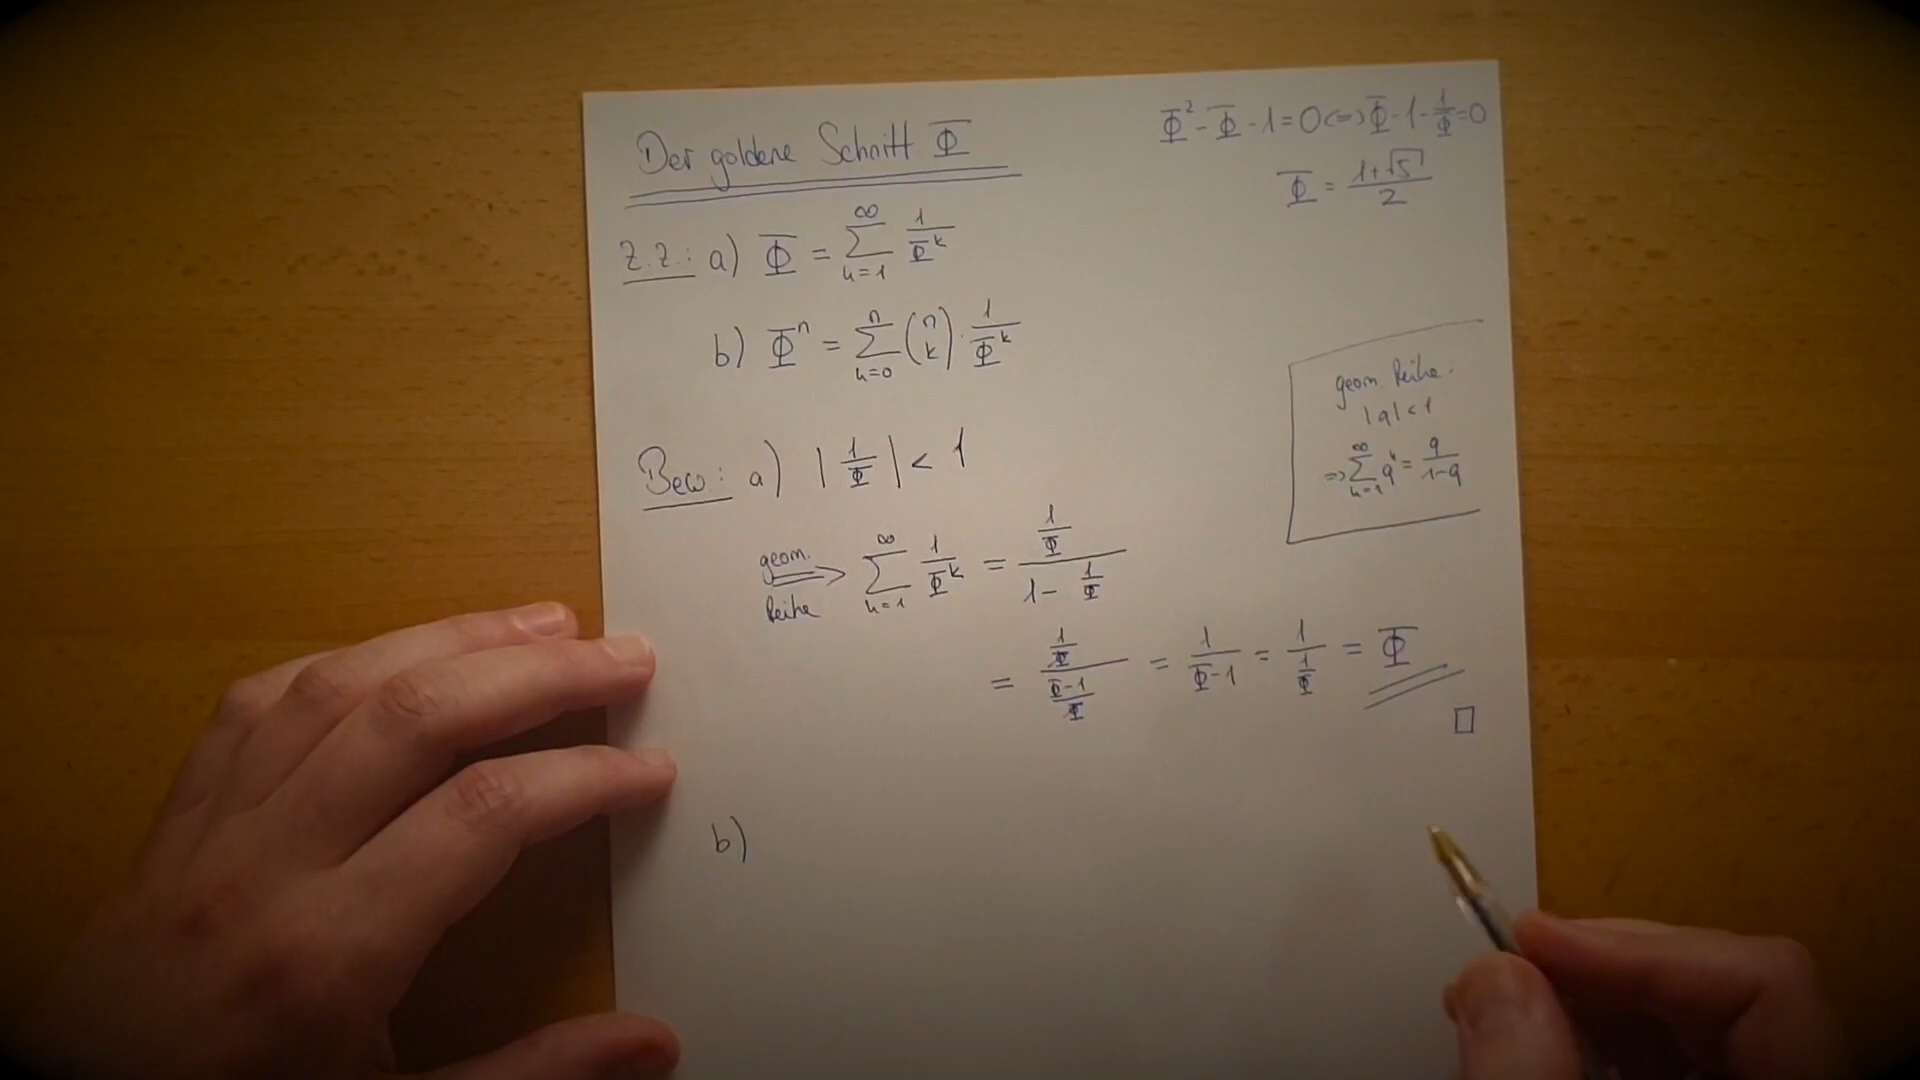 Der goldene Schnitt Φ
Φ² - Φ - 1 = 0 <=> Φ - 1 - 1/Φ = 0
Φ = (1+√5)/2
Z.Z.: a) Φ = ∑_{k=1}^{∞} 1/Φ^k
b) Φ^n = ∑_{k=0}^{n} (n k) · 1/Φ^k
geom Reihe:
|q| < 1
=> ∑_{k=1}^{∞} q^k = q/(1-q)
Bew: a) |1/Φ| < 1
geom. Reihe => ∑_{k=1}^{∞} 1/Φ^k = (1/Φ)/(1 - 1/Φ)
= (1/Φ)/((Φ-1)/Φ) = 1/(Φ-1) = 1/(1/Φ) = Φ
□
b)